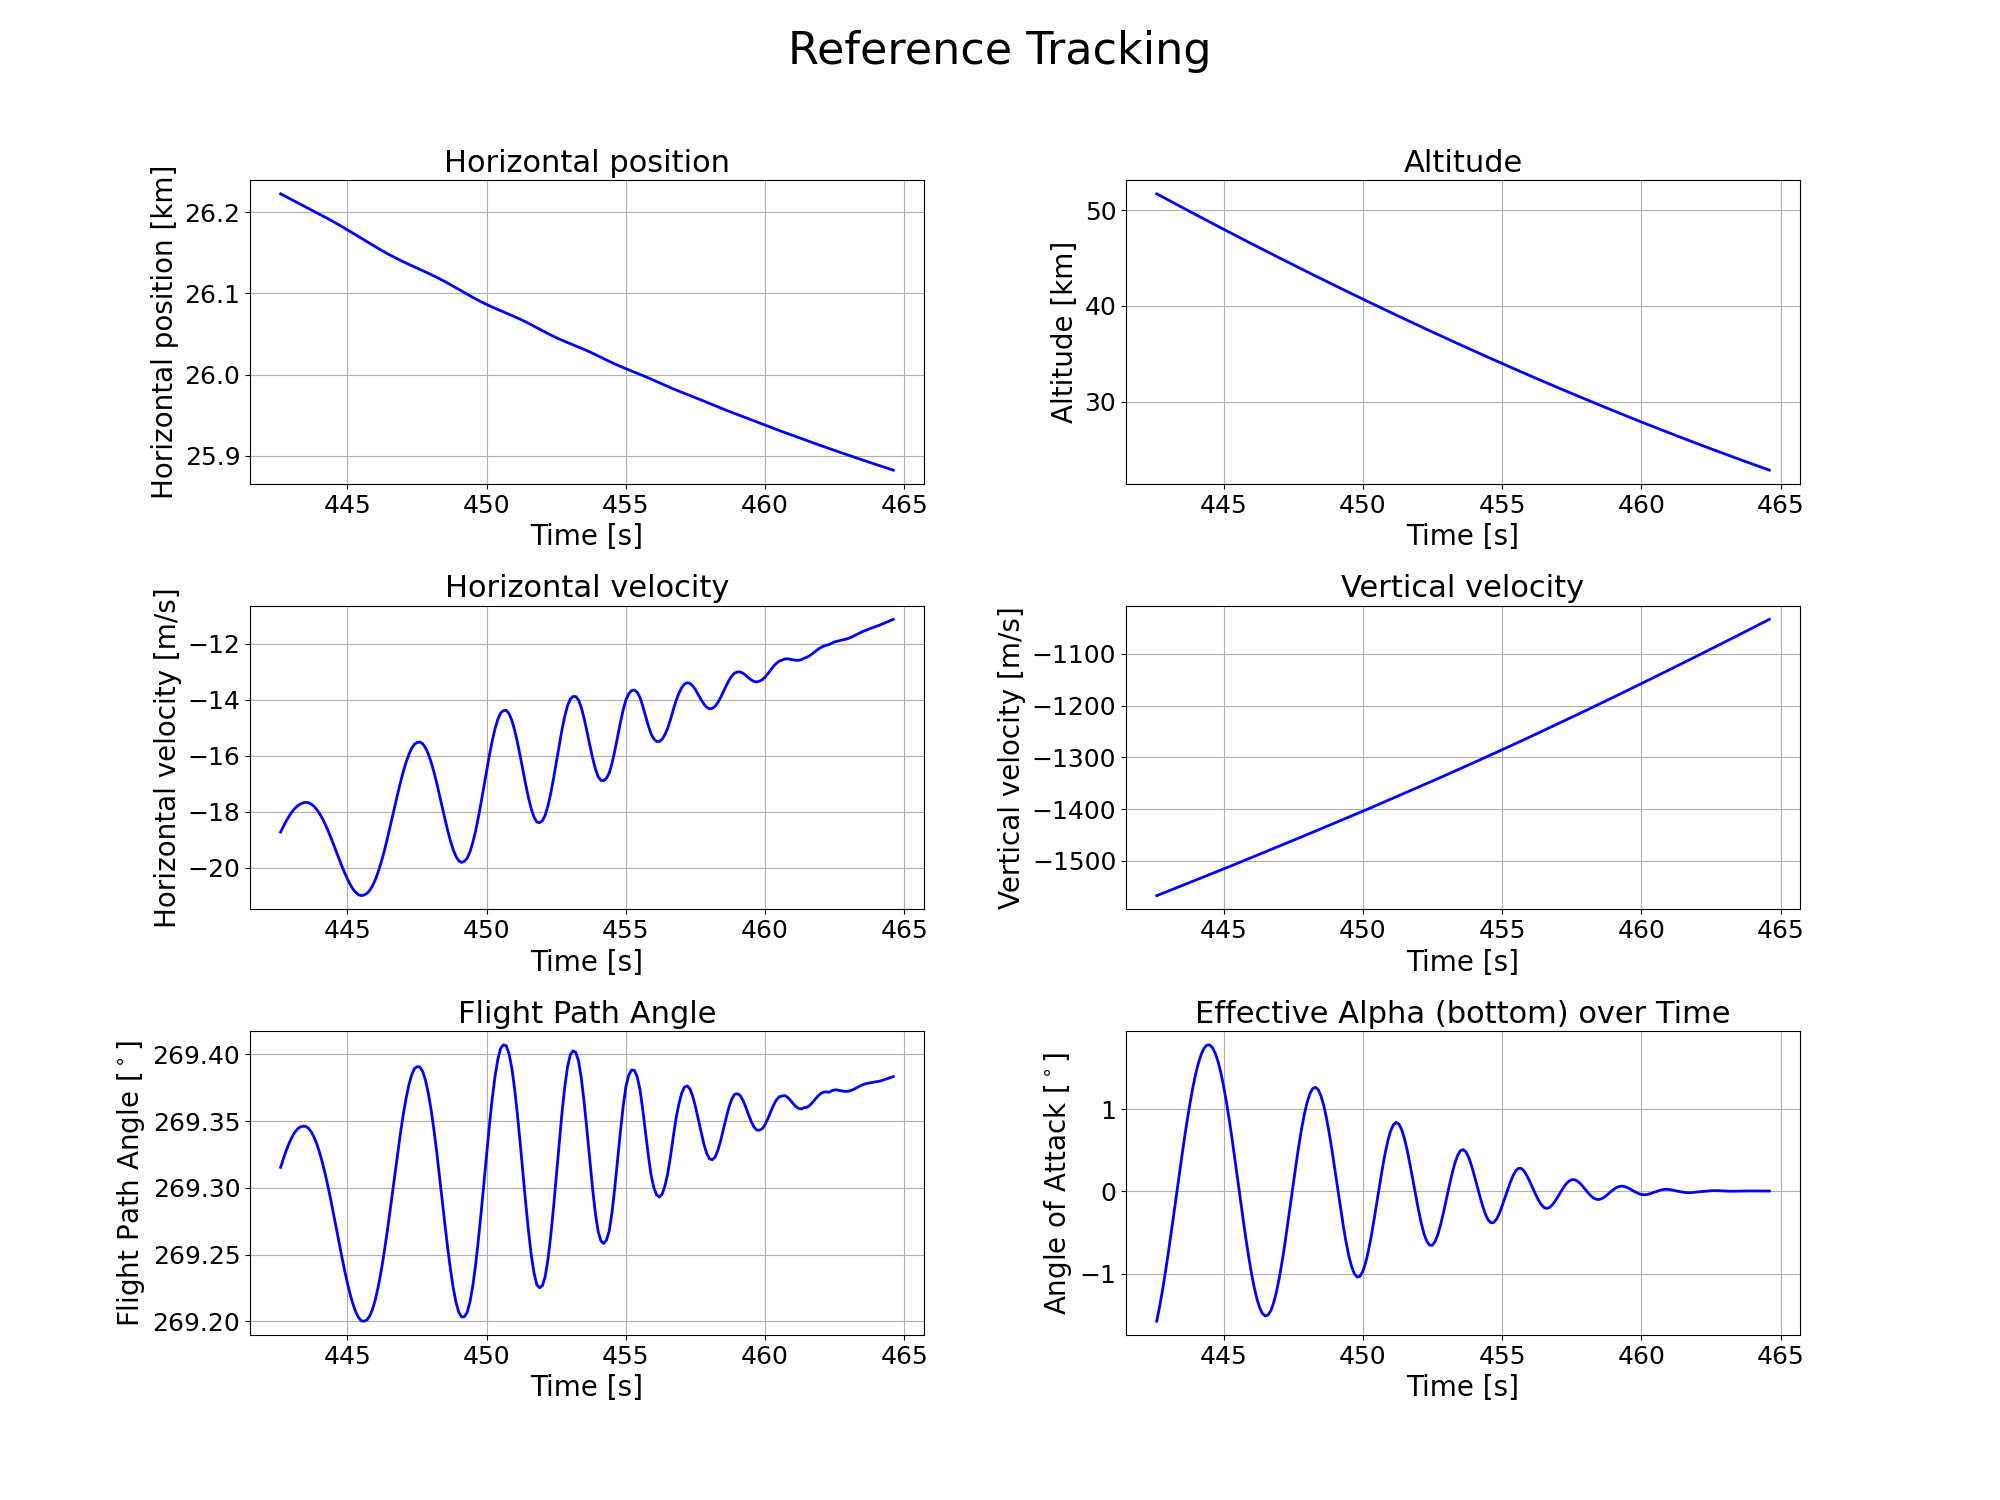 Reference Tracking
Horizontal position
Horizontal position [km]
26.2
26.1
26.0
25.9
445 450 455 460 465
Time [s]
Altitude
Altitude [km]
50
40
30
445 450 455 460 465
Time [s]
Horizontal velocity
Horizontal velocity [m/s]
−12
−14
−16
−18
−20
445 450 455 460 465
Time [s]
Vertical velocity
Vertical velocity [m/s]
−1100
−1200
−1300
−1400
−1500
445 450 455 460 465
Time [s]
Flight Path Angle
Flight Path Angle [°]
269.40
269.35
269.30
269.25
269.20
445 450 455 460 465
Time [s]
Effective Alpha (bottom) over Time
Angle of Attack [°]
1
0
−1
445 450 455 460 465
Time [s]